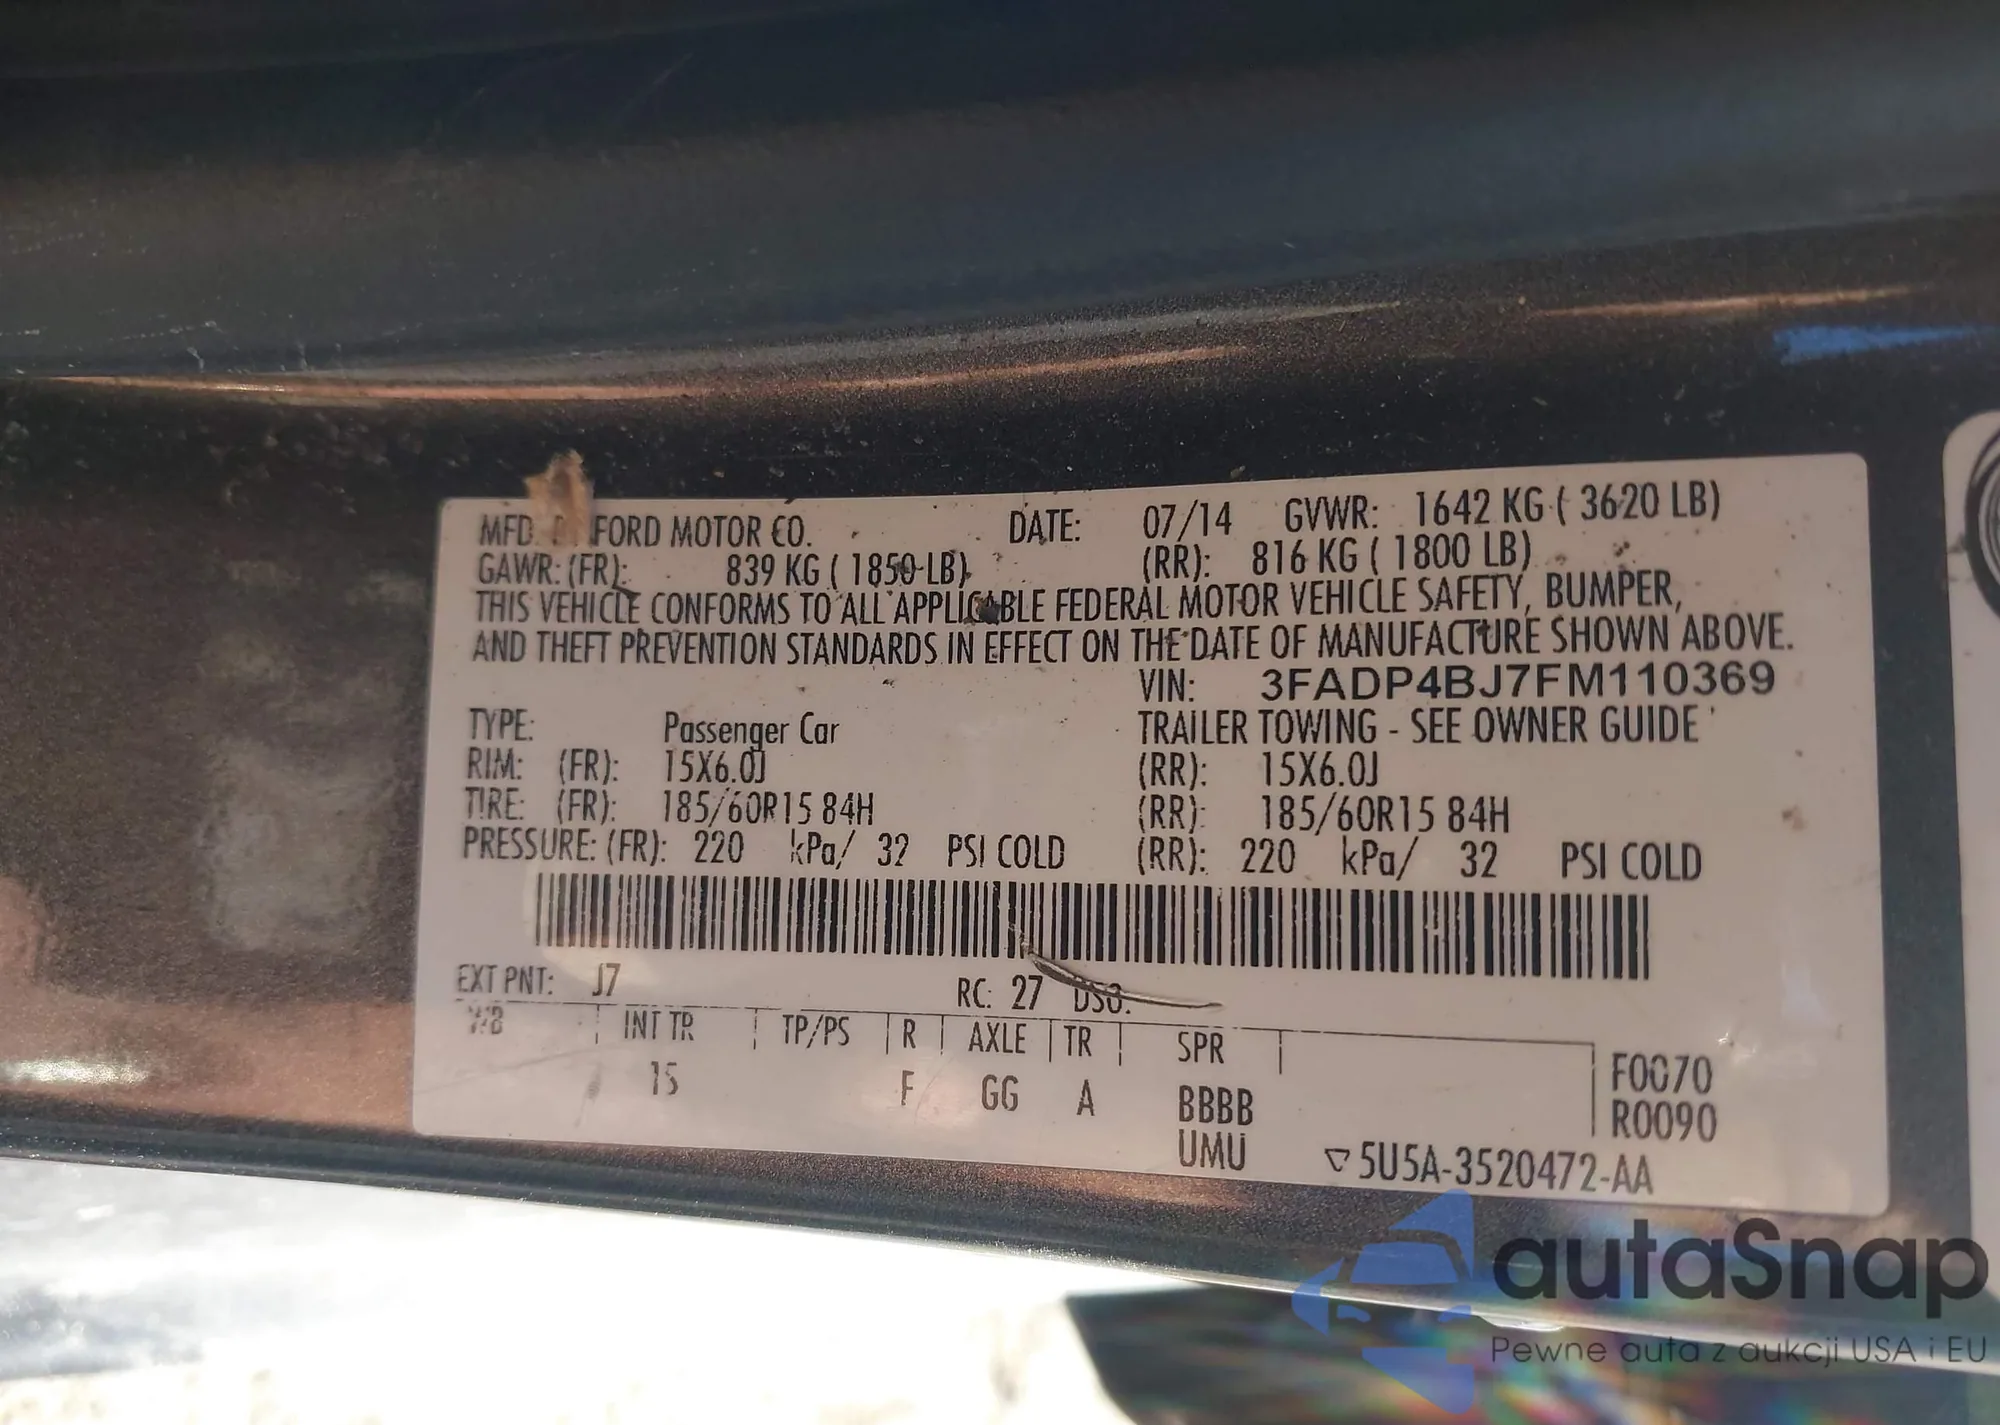 MFD. BY FORD MOTOR CO. DATE: 07/14 GVWR: 1642 KG ( 3620 LB)
GAWR: (FR): 839 KG ( 1850 LB) (RR): 816 KG ( 1800 LB)
THIS VEHICLE CONFORMS TO ALL APPLICABLE FEDERAL MOTOR VEHICLE SAFETY, BUMPER,
AND THEFT PREVENTION STANDARDS IN EFFECT ON THE DATE OF MANUFACTURE SHOWN ABOVE.
VIN: 3FADP4BJ7FM110369
TYPE: Passenger Car TRAILER TOWING - SEE OWNER GUIDE
RIM: (FR): 15X6.0J (RR): 15X6.0J
TIRE: (FR): 185/60R15 84H (RR): 185/60R15 84H
PRESSURE: (FR): 220 kPa/ 32 PSI COLD (RR): 220 kPa/ 32 PSI COLD
EXT PNT: J7 RC: 27 DSO:
WB INT TR TP/PS R AXLE TR SPR
15 F GG A BBBB
UMU
F0070
R0090
▽5U5A-3520472-AA
autaSnap
Pewne auta z aukcji USA i EU